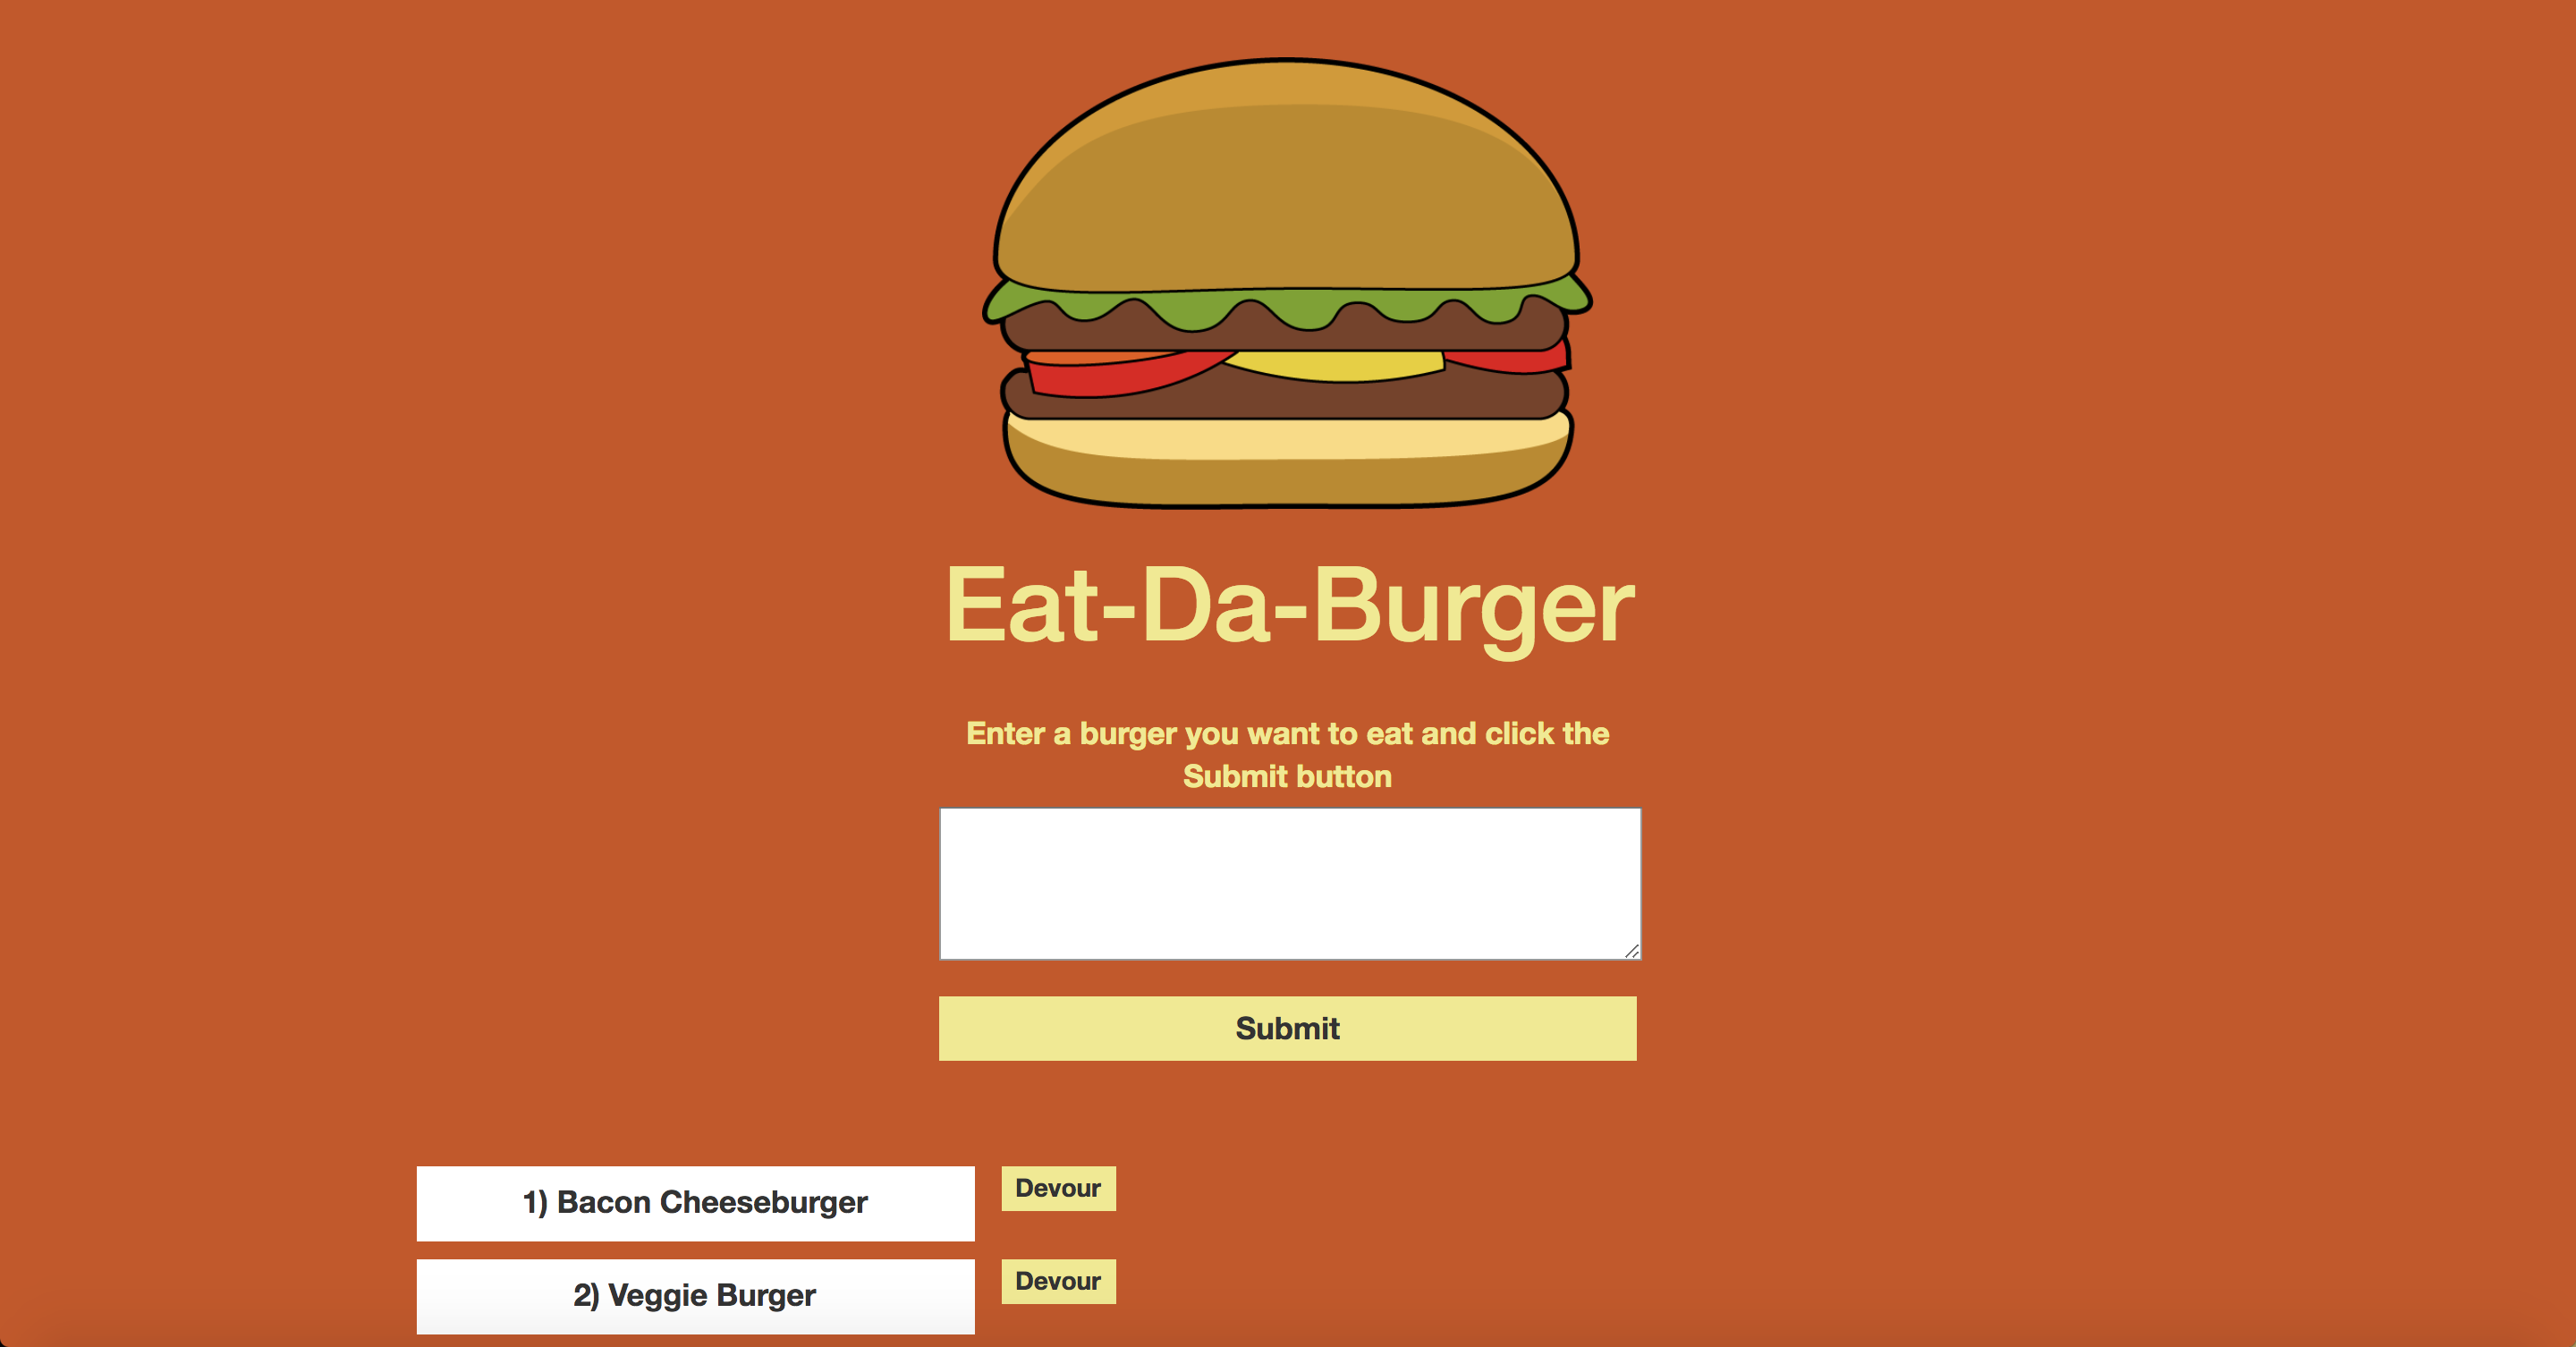 Eat-Da-Burger
Enter a burger you want to eat and click the
Submit button
Submit
1) Bacon Cheeseburger
Devour
2) Veggie Burger
Devour